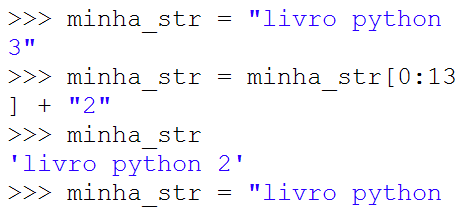 >>> minha_str = "livro python
3"
>>> minha_str = minha_str[0:13
] + "2"
>>> minha_str
'livro python 2'
>>> minha_str = "livro python